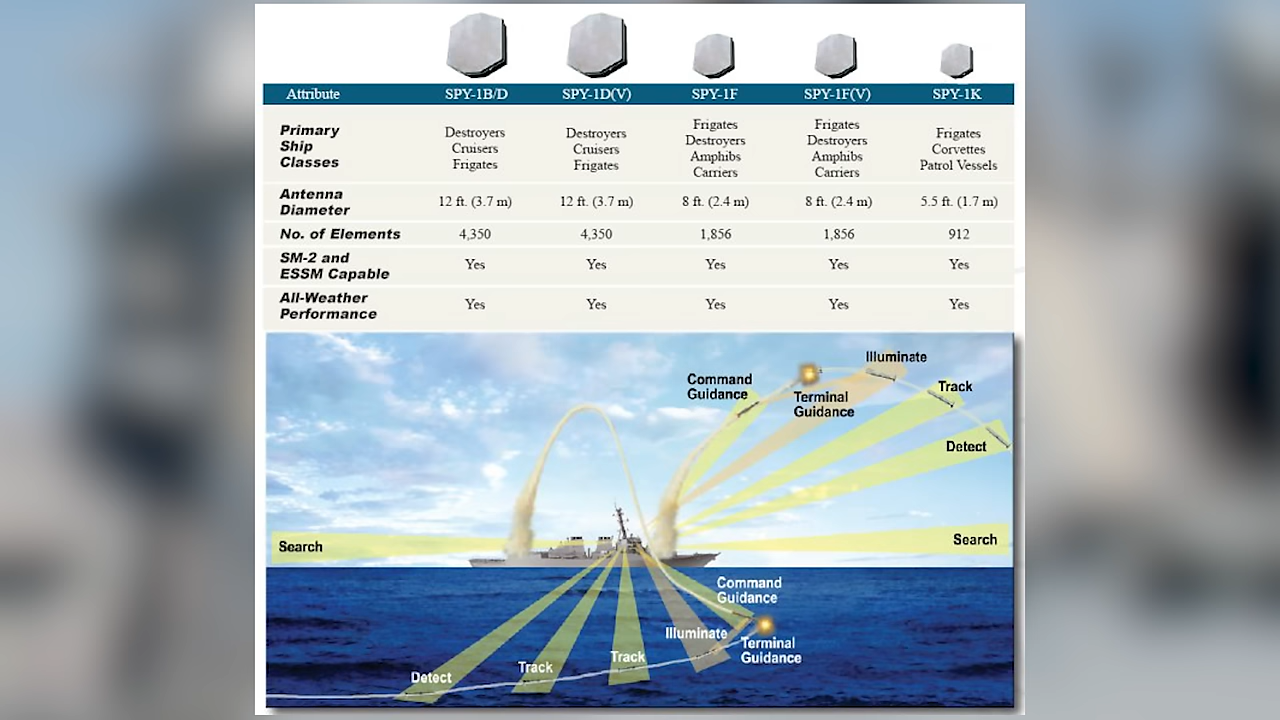 Attribute SPY-1B/D SPY-1D(V) SPY-1F SPY-1F(V) SPY-1K
Primary
Ship
Classes
Destroyers
Cruisers
Frigates
Destroyers
Cruisers
Frigates
Frigates
Destroyers
Amphibs
Carriers
Frigates
Destroyers
Amphibs
Carriers
Frigates
Corvettes
Patrol Vessels
Antenna
Diameter
12 ft. (3.7 m) 12 ft. (3.7 m) 8 ft. (2.4 m) 8 ft. (2.4 m) 5.5 ft. (1.7 m)
No. of Elements 4,350 4,350 1,856 1,856 912
SM-2 and
ESSM Capable
Yes Yes Yes Yes Yes
All-Weather
Performance
Yes Yes Yes Yes Yes
Illuminate
Command
Guidance
Track
Terminal
Guidance
Detect
Search
Search
Command
Guidance
Illuminate
Terminal
Guidance
Track
Track
Detect